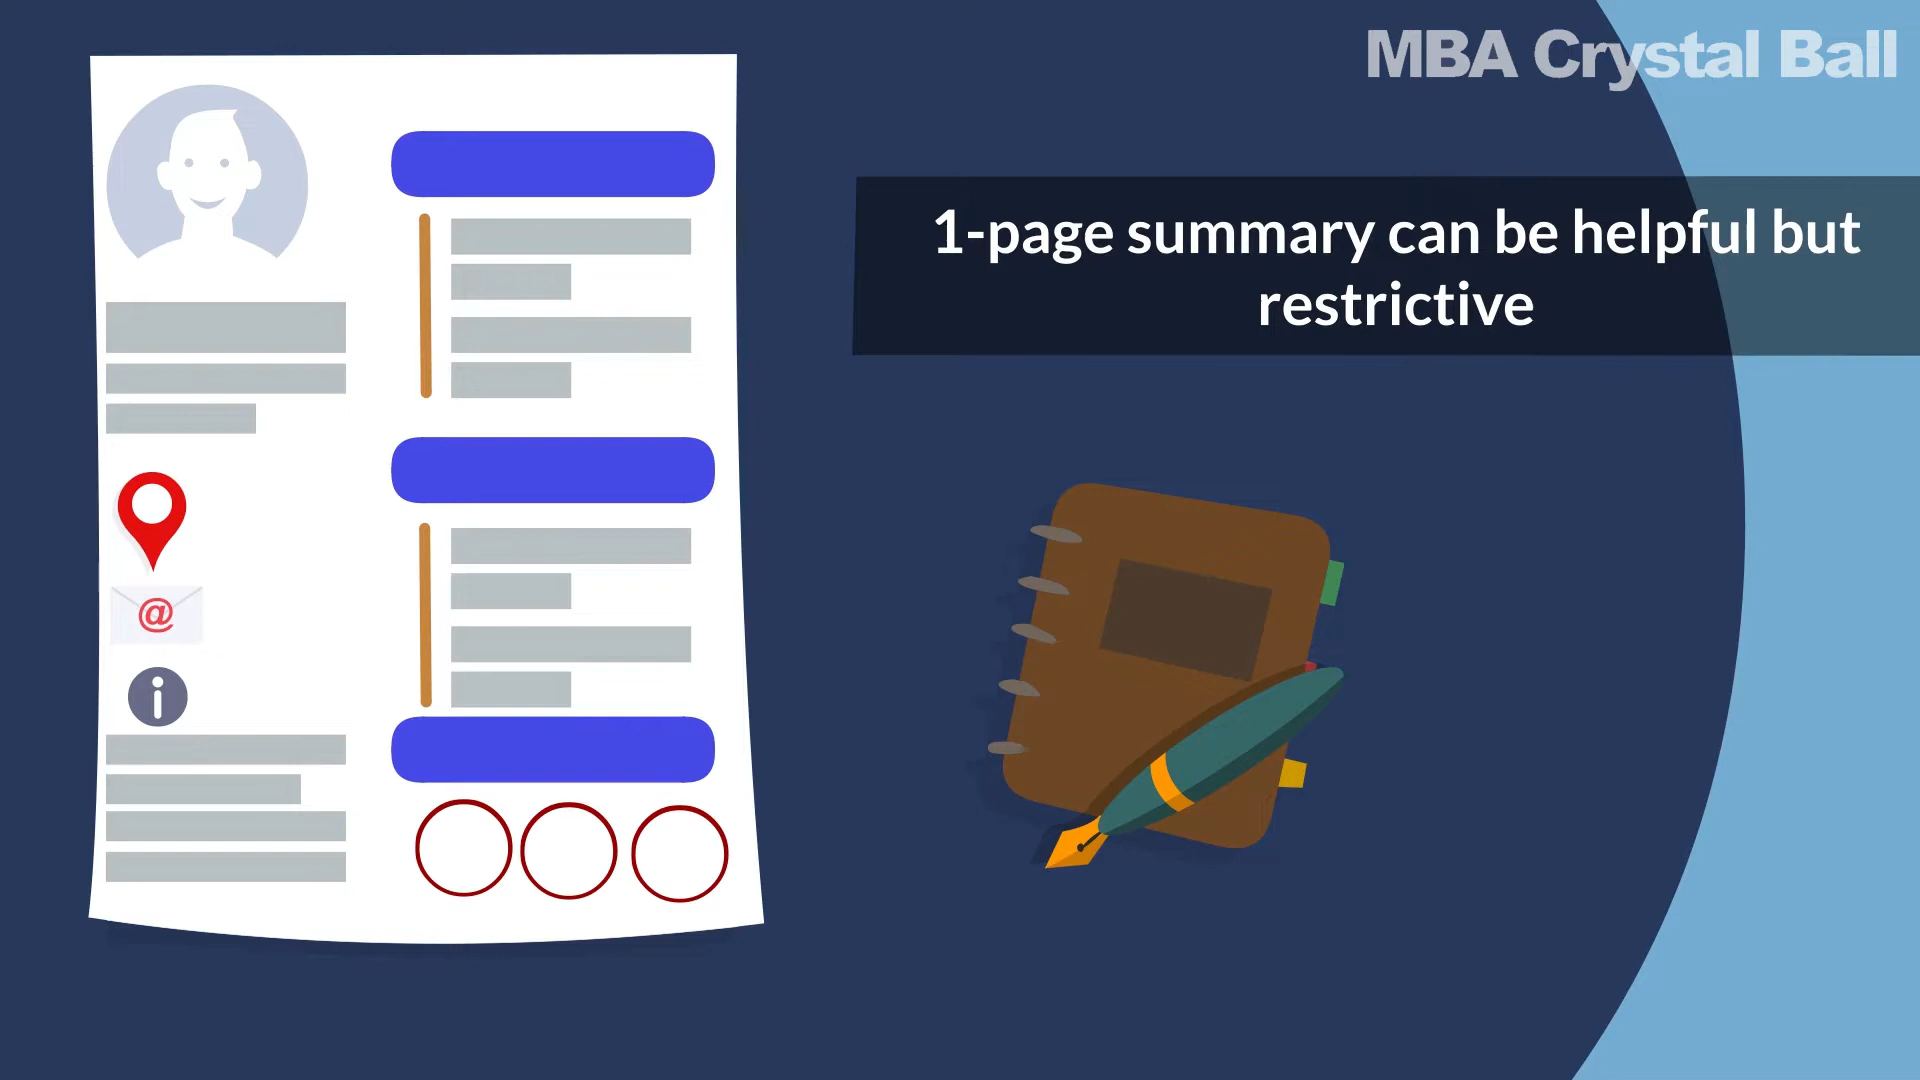 MBA Crystal Ball
1-page summary can be helpful but
restrictive
@
i